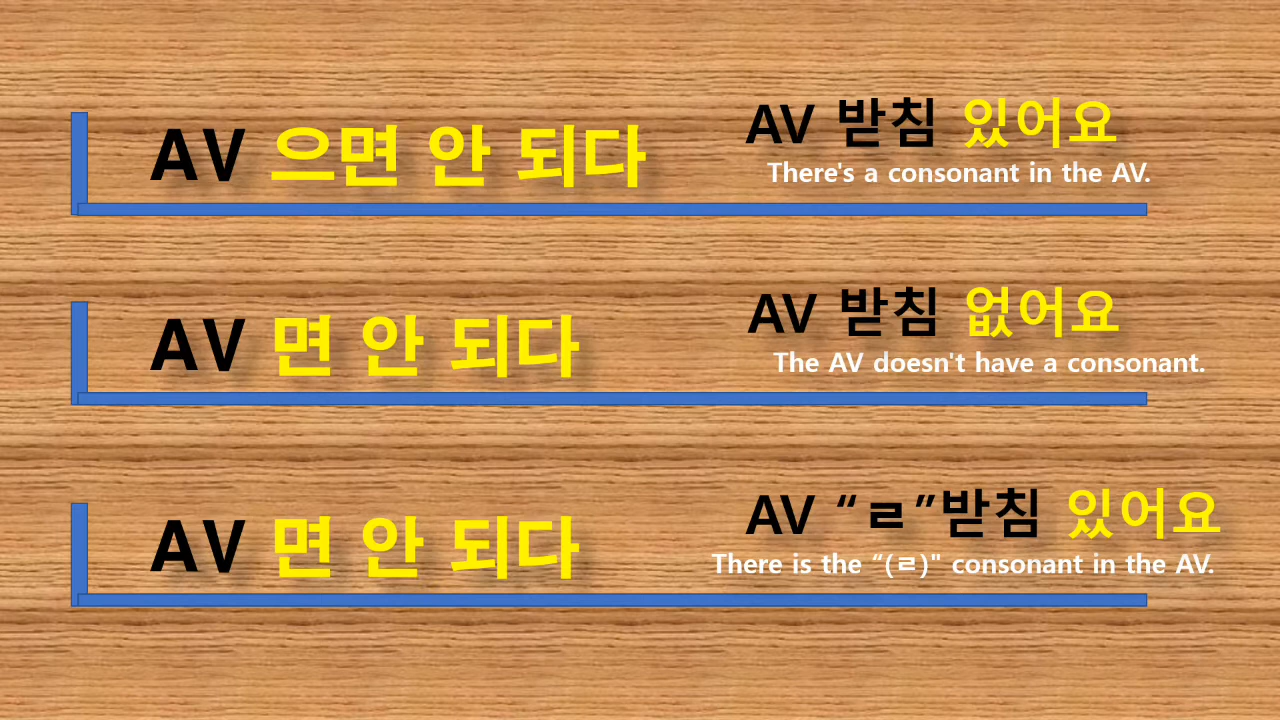 AV 으면 안 되다
AV 받침 있어요
There's a consonant in the AV.
AV 면 안 되다
AV 받침 없어요
The AV doesn't have a consonant.
AV 면 안 되다
AV “ㄹ”받침 있어요
There is the “(ㄹ)" consonant in the AV.